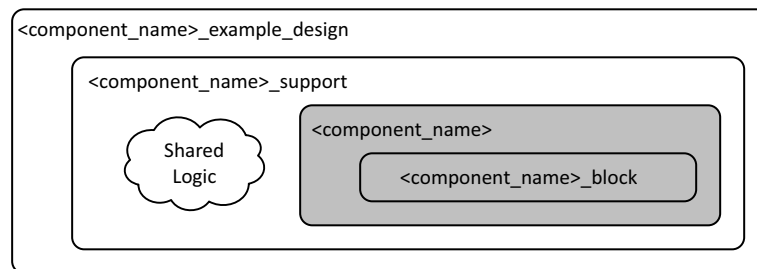 <component_name>_example_design
<component_name>_support
<component_name>
Shared
Logic
<component_name>_block